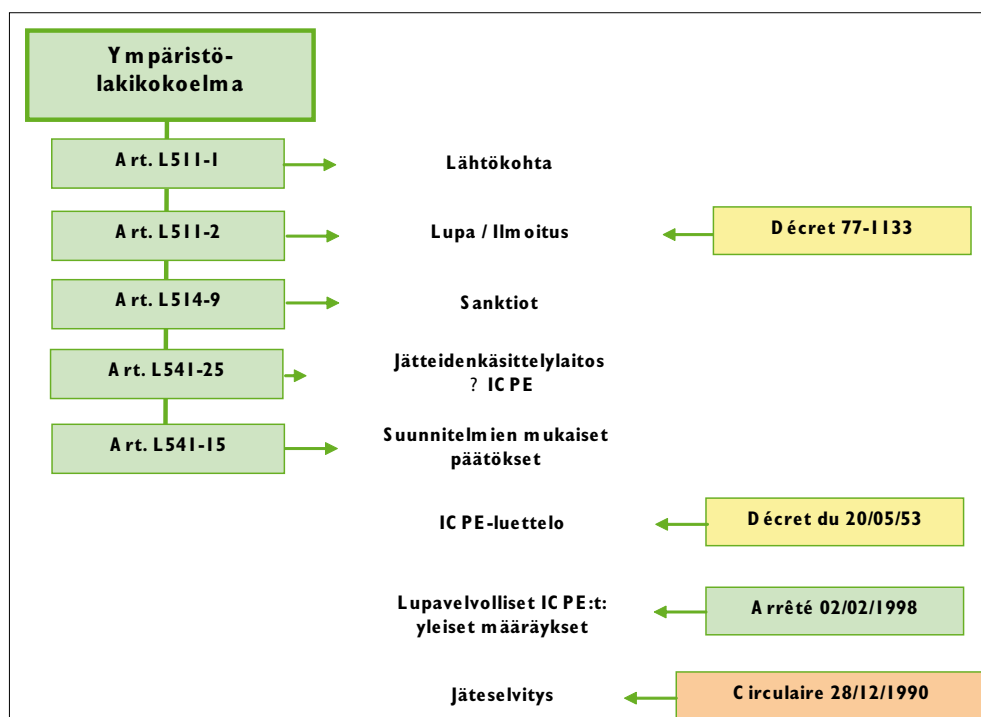 Ympäristö-
lakikokoelma
Art. L511-1
Lähtökohta
Art. L511-2
Lupa / Ilmoitus
Décret 77-1133
Art. L514-9
Sanktiot
Art. L541-25
Jätteidenkäsittelylaitos
? ICPE
Art. L541-15
Suunnitelmien mukaiset
päätökset
ICPE-luettelo
Décret du 20/05/53
Lupavelvolliset ICPE:t:
yleiset määräykset
Arrêté 02/02/1998
Jäteselvitys
Circulaire 28/12/1990